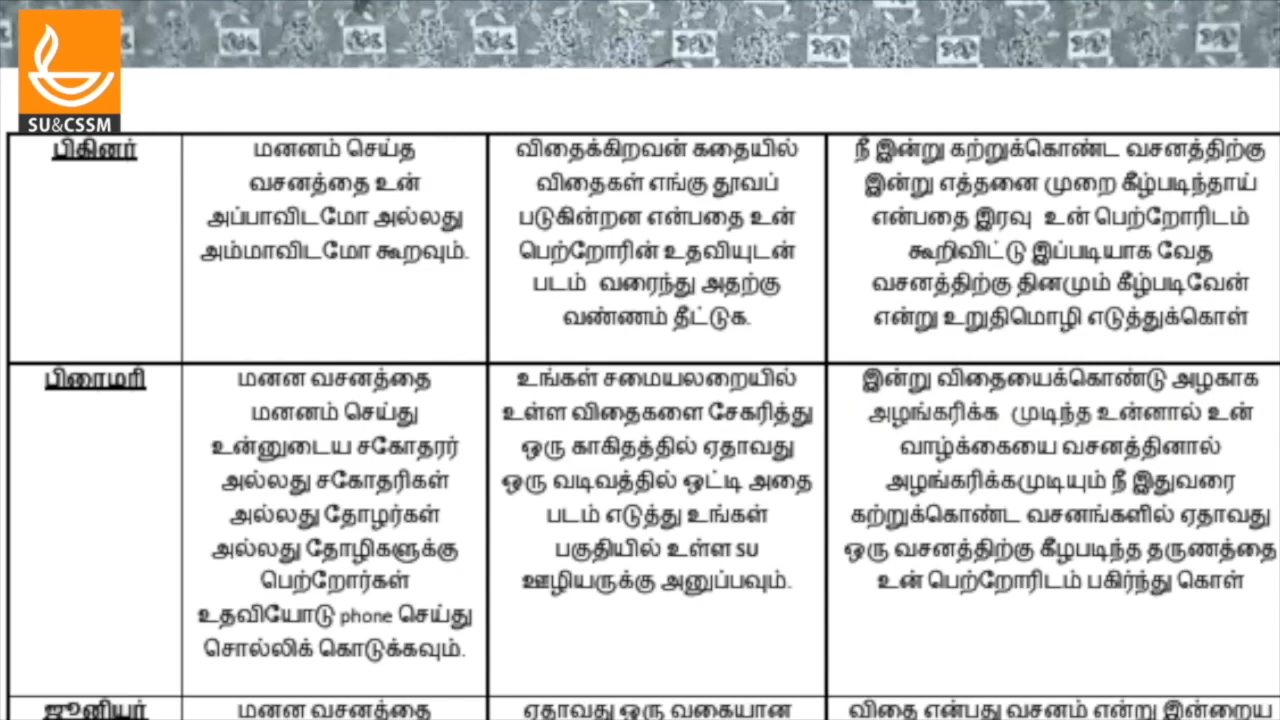 SU&CSSM
பிகினர்
மனனம் செய்த
வசனத்தை உன்
அப்பாவிடமோ அல்லது
அம்மாவிடமோ கூறவும்.
விதைக்கிறவன் கதையில்
விதைகள் எங்கு தூவப்
படுகின்றன என்பதை உன்
பெற்றோரின் உதவியுடன்
படம் வரைந்து அதற்கு
வண்ணம் தீட்டுக.
நீ இன்று கற்றுக்கொண்ட வசனத்திற்கு
இன்று எத்தனை முறை கீழ்படிந்தாய்
என்பதை இரவு உன் பெற்றோரிடம்
கூறிவிட்டு இப்படியாக வேத
வசனத்திற்கு தினமும் கீழ்படிவேன்
என்று உறுதிமொழி எடுத்துக்கொள்
பிரைமரி
மனன வசனத்தை
மனனம் செய்து
உன்னுடைய சகோதரர்
அல்லது சகோதரிகள்
அல்லது தோழர்கள்
அல்லது தோழிகளுக்கு
பெற்றோர்கள்
உதவியோடு phone செய்து
சொல்லிக் கொடுக்கவும்.
உங்கள் சமையலறையில்
உள்ள விதைகளை சேகரித்து
ஒரு காகிதத்தில் ஏதாவது
ஒரு வடிவத்தில் ஒட்டி அதை
படம் எடுத்து உங்கள்
பகுதியில் உள்ள SU
ஊழியருக்கு அனுப்பவும்.
இன்று விதையைக்கொண்டு அழகாக
அழங்கரிக்க முடிந்த உன்னால் உன்
வாழ்க்கையை வசனத்தினால்
அழங்கரிக்கமுடியும் நீ இதுவரை
கற்றுக்கொண்ட வசனங்களில் ஏதாவது
ஒரு வசனத்திற்கு கீழபடிந்த தருணத்தை
உன் பெற்றோரிடம் பகிர்ந்து கொள்
ஜூனியர்
மனன வசனத்தை
ஏதாவது ஒரு வகையான
விதை என்பது வசனம் என்று இன்றைய